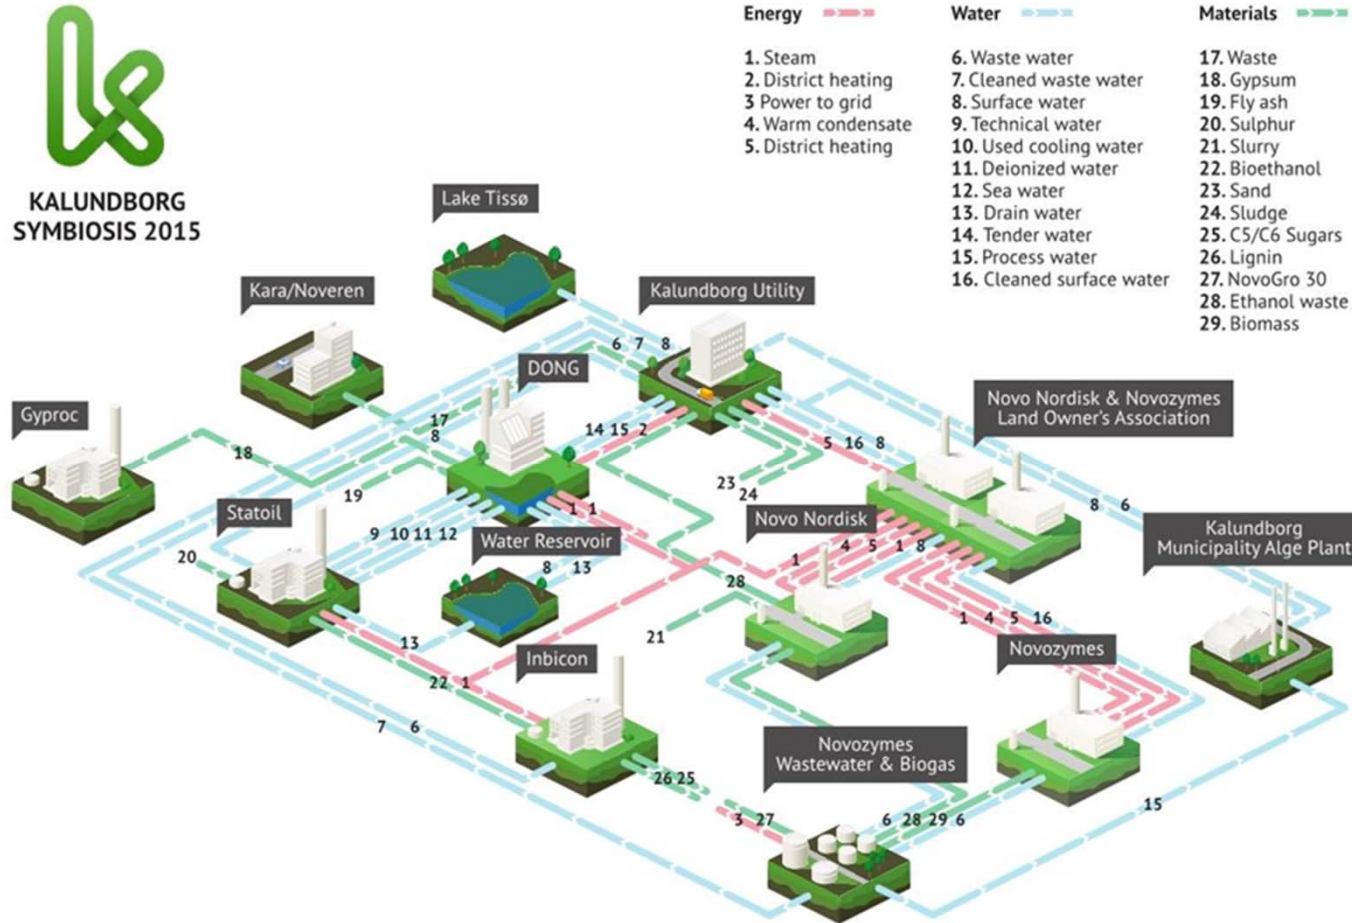 KALUNDBORG
SYMBIOSIS 2015
Energy
1. Steam
2. District heating
3 Power to grid
4. Warm condensate
5. District heating
Water
6. Waste water
7. Cleaned waste water
8. Surface water
9. Technical water
10. Used cooling water
11. Deionized water
12. Sea water
13. Drain water
14. Tender water
15. Process water
16. Cleaned surface water
Materials
17. Waste
18. Gypsum
19. Fly ash
20. Sulphur
21. Slurry
22. Bioethanol
23. Sand
24. Sludge
25. C5/C6 Sugars
26. Lignin
27. NovoGro 30
28. Ethanol waste
29. Biomass
Lake Tissø
Kara/Noveren
Kalundborg Utility
6 7 8
DONG
Gyproc
Novo Nordisk & Novozymes
Land Owner's Association
17
8
14 15 2
5 16 8
18
23
24
19
Statoil
1 1
Novo Nordisk
8 6
Kalundborg
Municipality Alge Plant
9 10 11 12
Water Reservoir
1 4 5 1 8
20
8 13
28
21
1 4 5 16
13
Inbicon
Novozymes
22 1
7 6
Novozymes
Wastewater & Biogas
26 25
15
3 27
6 28 29 6